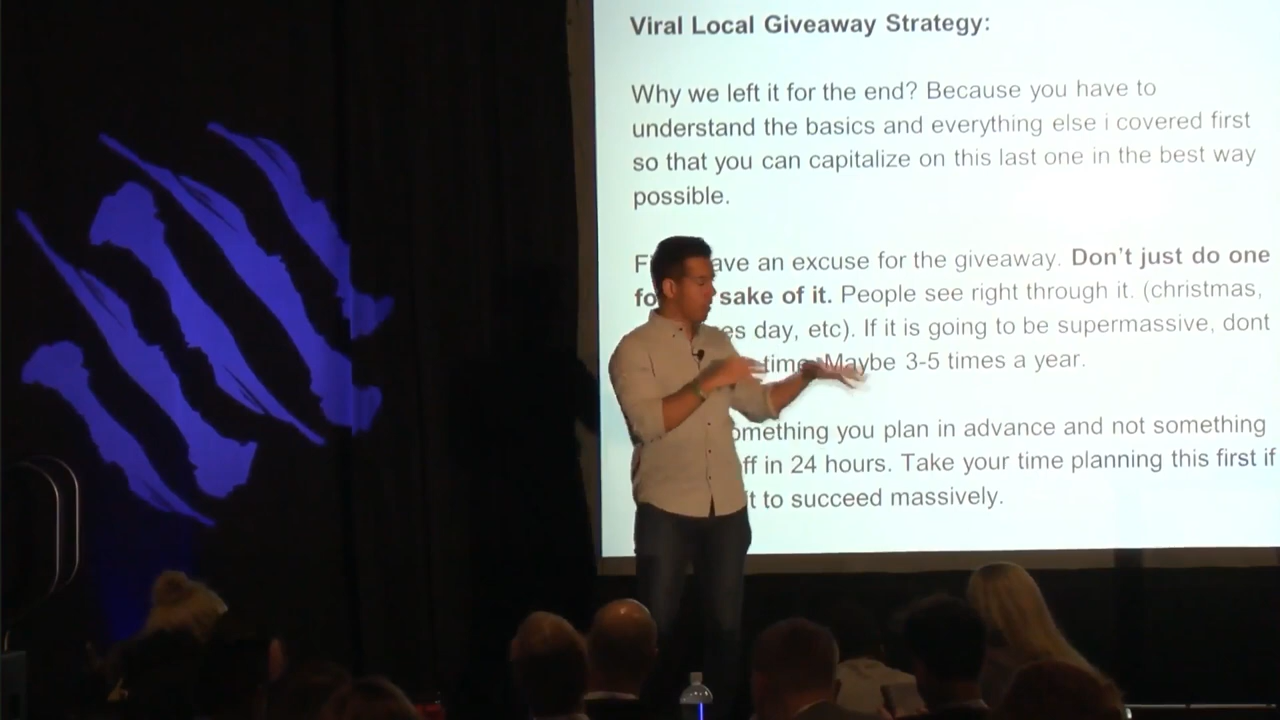 Viral Local Giveaway Strategy:
Why we left it for the end? Because you have to
understand the basics and everything else i covered first
so that you can capitalize on this last one in the best way
possible.
an excuse for the giveaway. Don't just do one
sake of it. People see right through it. (christmas,
day, etc). If it is going to be supermassive, dont
Maybe 3-5 times a year.
you plan in advance and not something
in 24 hours. Take your time planning this first if
to succeed massively.